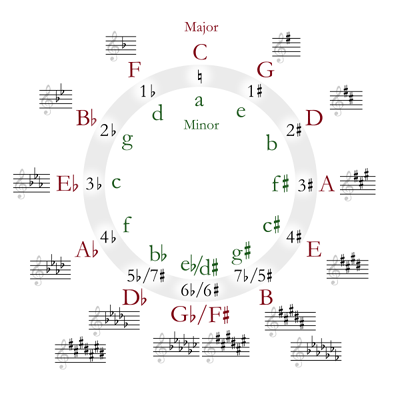 Major
C
♮
a
Minor
G
1♯
e
D
2♯
b
A
3♯
f♯
E
4♯
c♯
B
7♭/5♯
g♯
G♭/F♯
6♭/6♯
e♭/d♯
D♭
5♭/7♯
b♭
A♭
4♭
f
E♭
3♭
c
B♭
2♭
g
F
1♭
d